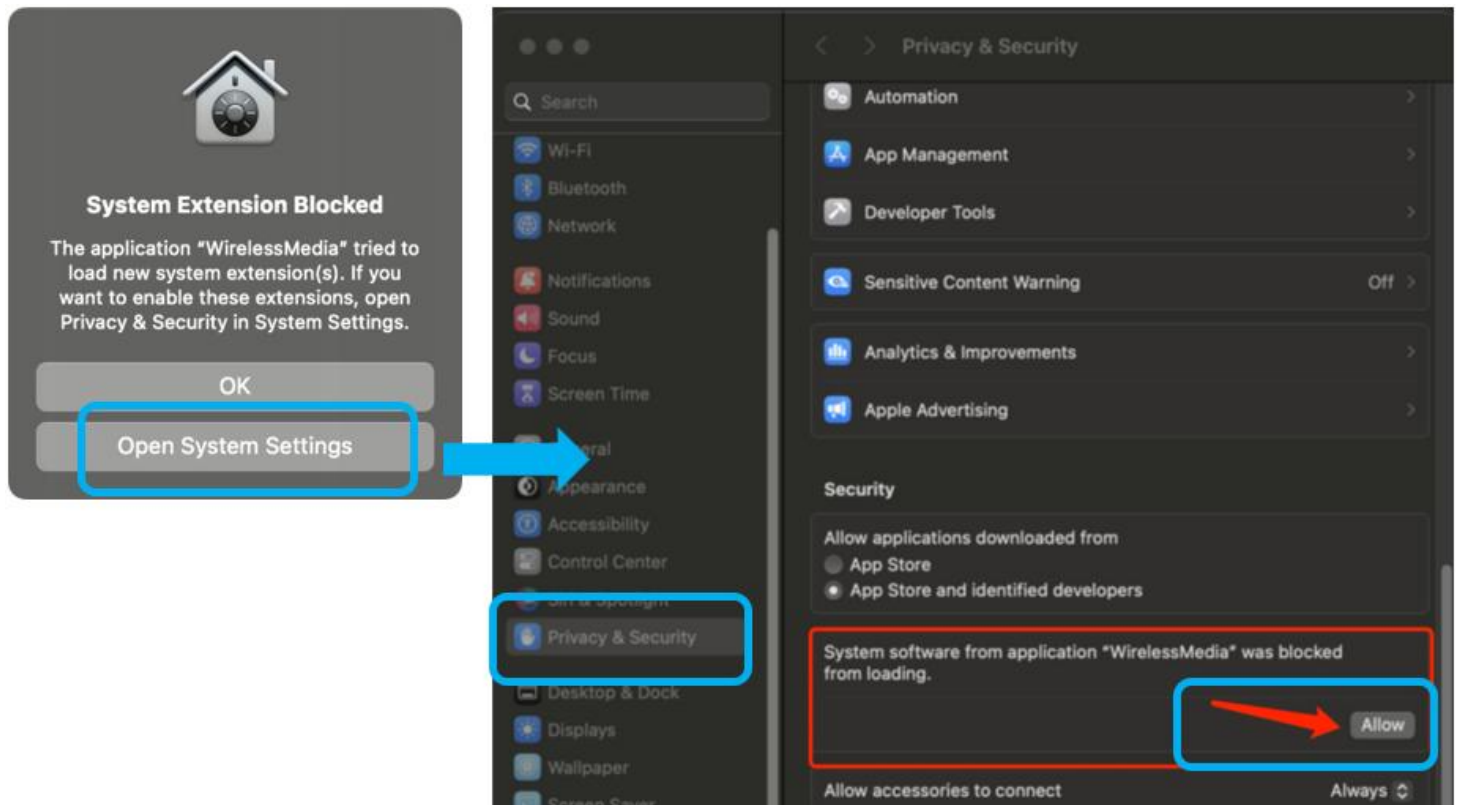 System Extension Blocked
The application "WirelessMedia" tried to
load new system extension(s). If you
want to enable these extensions, open
Privacy & Security in System Settings.
OK
Open System Settings
Search
Wi-Fi
Bluetooth
Network
Notifications
Sound
Focus
Screen Time
Appearance
Accessibility
Control Center
Siri & Spotlight
Privacy & Security
Desktop & Dock
Displays
Wallpaper
Screen Saver
Privacy & Security
Automation
App Management
Developer Tools
Sensitive Content Warning Off
Analytics & Improvements
Apple Advertising
Security
Allow applications downloaded from
App Store
App Store and identified developers
System software from application "WirelessMedia" was blocked
from loading.
Allow
Allow accessories to connect Always